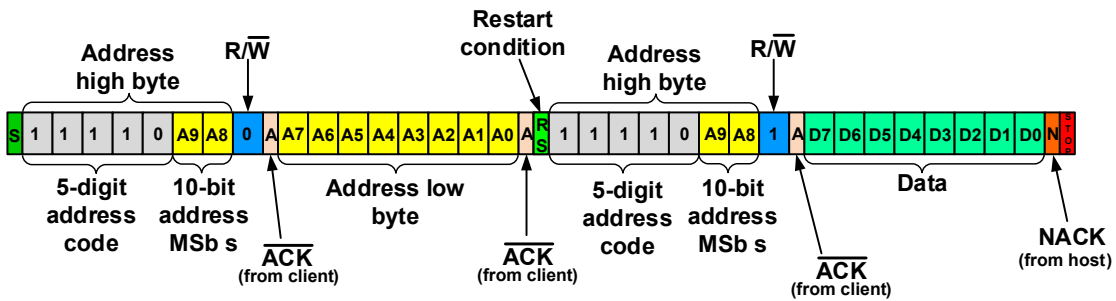 Restart
condition
Address
high byte
R/W
Address
high byte
R/W
S 1 1 1 1 0 A9 A8 0 A A7 A6 A5 A4 A3 A2 A1 A0 A RS 1 1 1 1 0 A9 A8 1 A D7 D6 D5 D4 D3 D2 D1 D0 N STOP
5-digit
address
code
10-bit
address
MSb s
ACK
(from client)
Address low
byte
ACK
(from client)
5-digit
address
code
10-bit
address
MSb s
ACK
(from client)
Data
NACK
(from host)